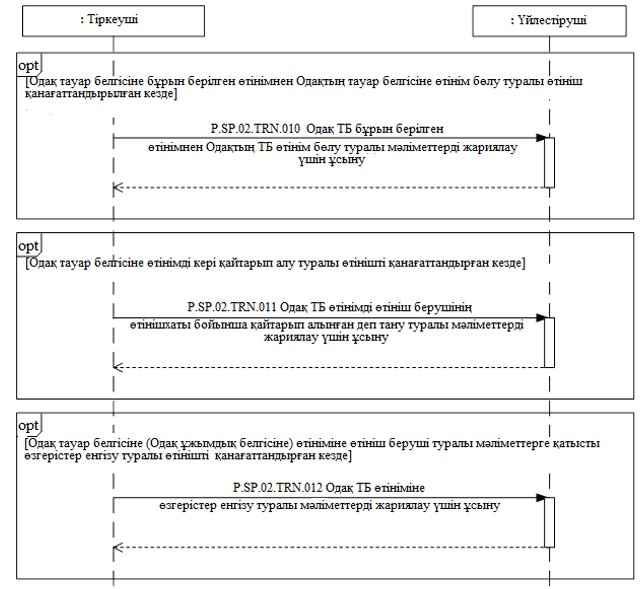 : Тіркеуші
: Үйлестіруші
opt
[Одақ тауар белгісіне бұрын берілген өтінімнен Одақтың тауар белгісіне өтінім бөлу туралы өтініш
қанағаттандырылған кезде]
P.SP.02.TRN.010 Одақ ТБ бұрын берілген
өтінімнен Одақтың ТБ өтінім бөлу туралы мәліметтерді жариялау
үшін ұсыну
opt
[Одақ тауар белгісіне өтінімді кері қайтарып алу туралы өтінішті қанағаттандырған кезде]
P.SP.02.TRN.011 Одақ ТБ өтінімді өтініш берушінің
өтінішхаты бойынша қайтарып алынған деп тану туралы мәліметтерді
жариялау үшін ұсыну
opt
[Одақ тауар белгісіне (Одақ ұжымдық белгісіне) өтініміне өтініш беруші туралы мәліметтерге қатысты
өзгерістер енгізу туралы өтінішті қанағаттандырған кезде]
P.SP.02.TRN.012 Одақ ТБ өтініміне
өзгерістер енгізу туралы мәліметтерді жариялау үшін ұсыну